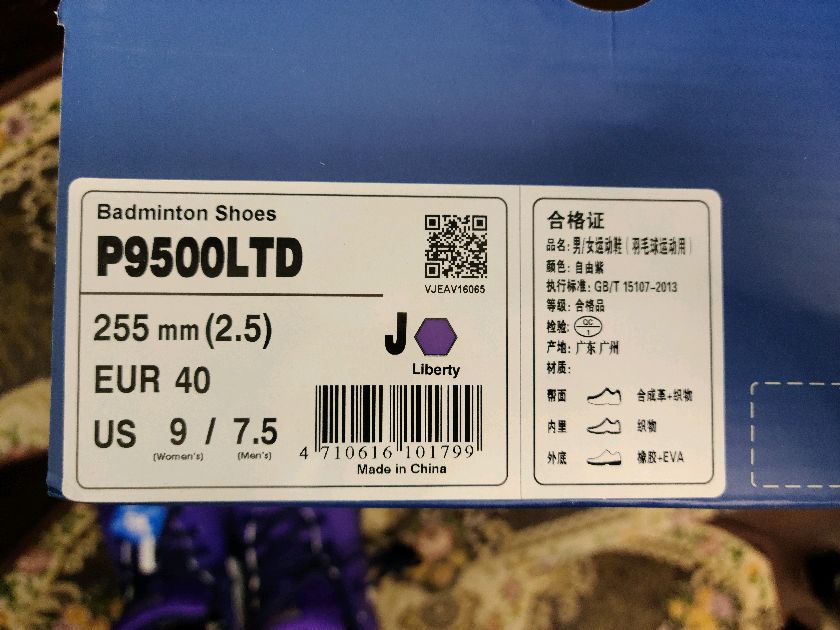 Badminton Shoes
P9500LTD
VJEAV16065
255 mm (2.5)
J
Liberty
EUR 40
US 9 / 7.5
(Women's) (Men's)
4 710616 101799
Made in China
合格证
品名: 男/女运动鞋（羽毛球运动用）
颜色: 自由紫
执行标准: GB/T 15107-2013
等级: 合格品
检验: QC 1
产地: 广东 广州
材质:
帮面 合成革+织物
内里 织物
外底 橡胶+EVA